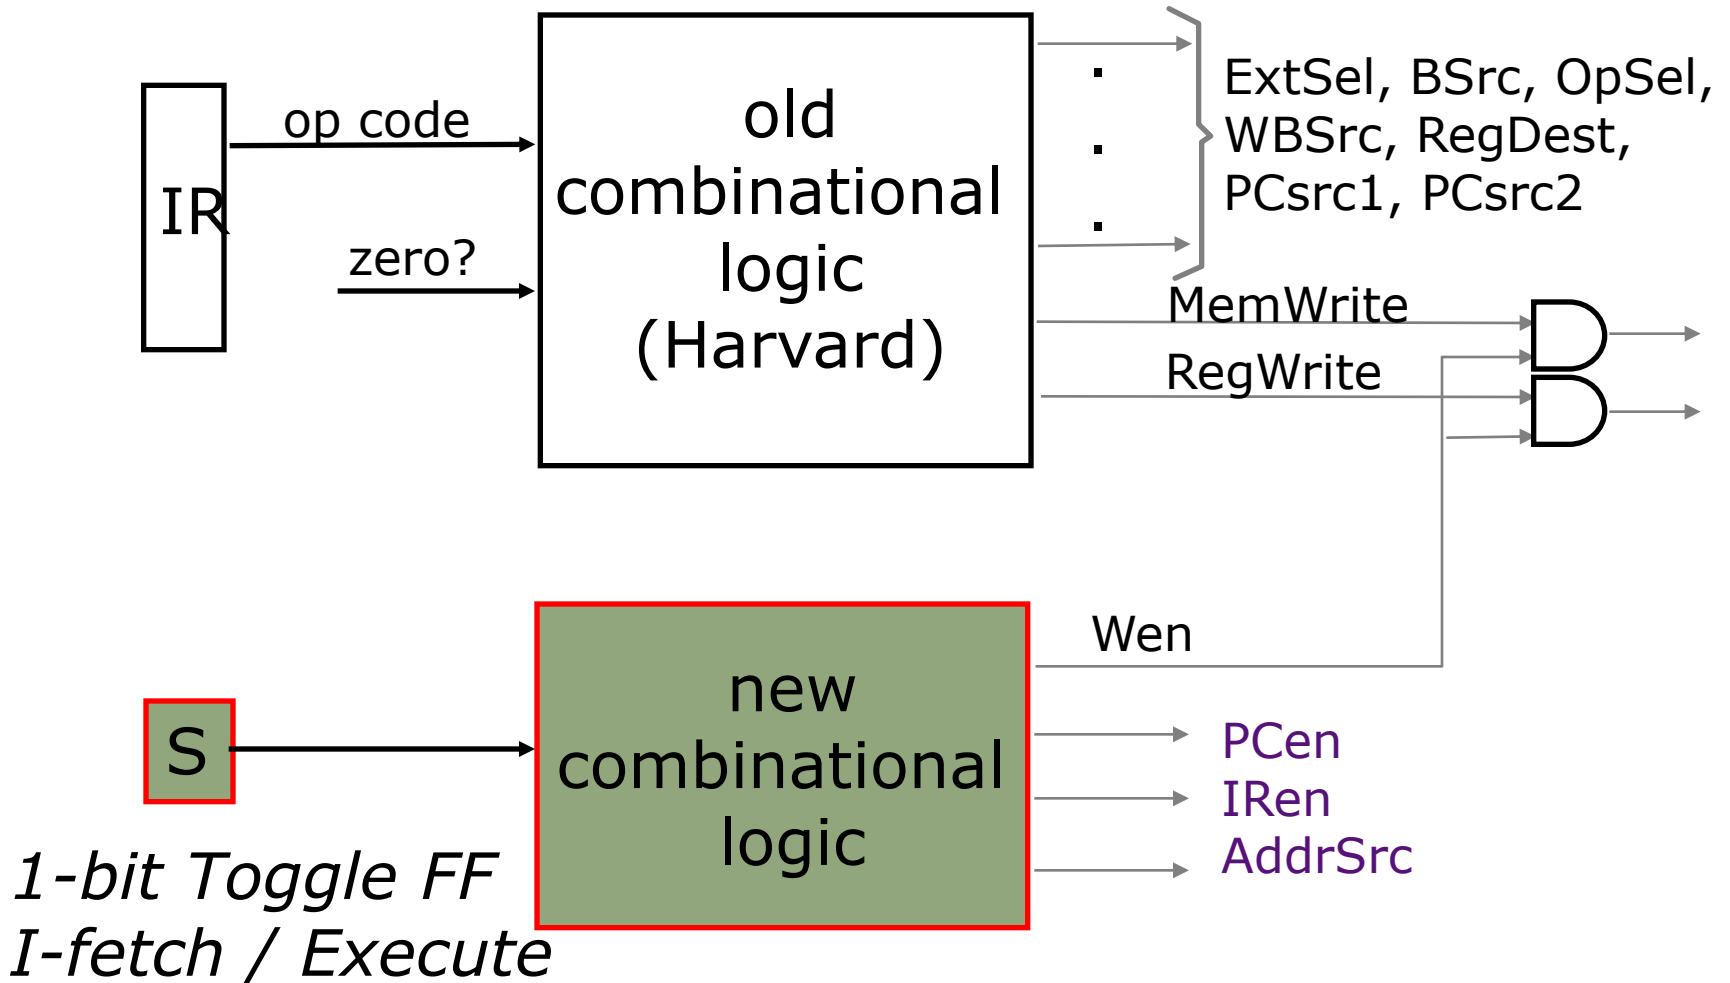 IR
op code
zero?
old
combinational
logic
(Harvard)
ExtSel, BSrc, OpSel,
WBSrc, RegDest,
PCsrc1, PCsrc2
MemWrite
RegWrite
S
new
combinational
logic
Wen
PCen
IRen
AddrSrc
1-bit Toggle FF
I-fetch / Execute